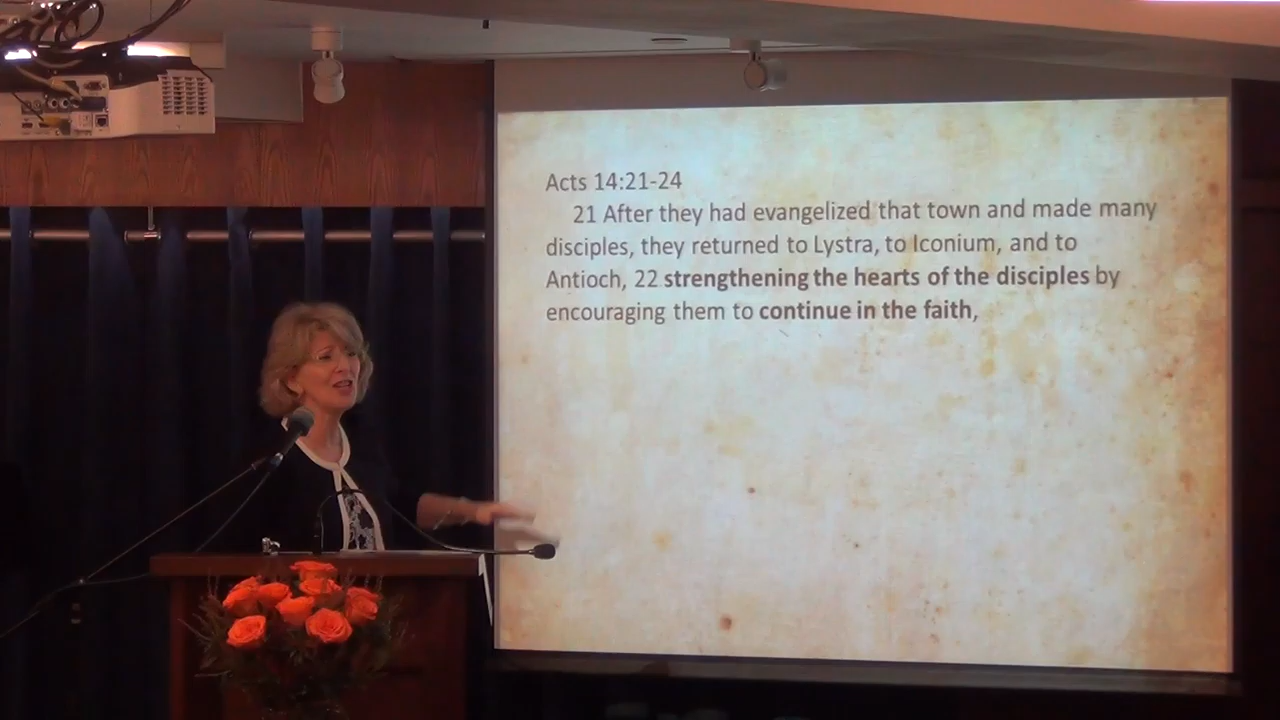 Acts 14:21-24
21 After they had evangelized that town and made many
disciples, they returned to Lystra, to Iconium, and to
Antioch, 22 strengthening the hearts of the disciples by
encouraging them to continue in the faith,